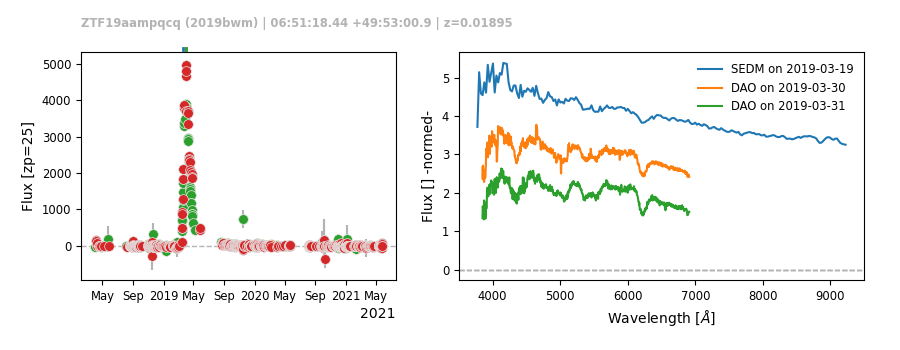 ZTF19aampqcq (2019bwm) | 06:51:18.44 +49:53:00.9 | z=0.01895
Flux [zp=25]
5000
4000
3000
2000
1000
0
May Sep 2019 May Sep 2020 May Sep 2021 May
2021
Flux [] -normed-
5
4
3
2
1
0
SEDM on 2019-03-19
DAO on 2019-03-30
DAO on 2019-03-31
4000 5000 6000 7000 8000 9000
Wavelength [Å]